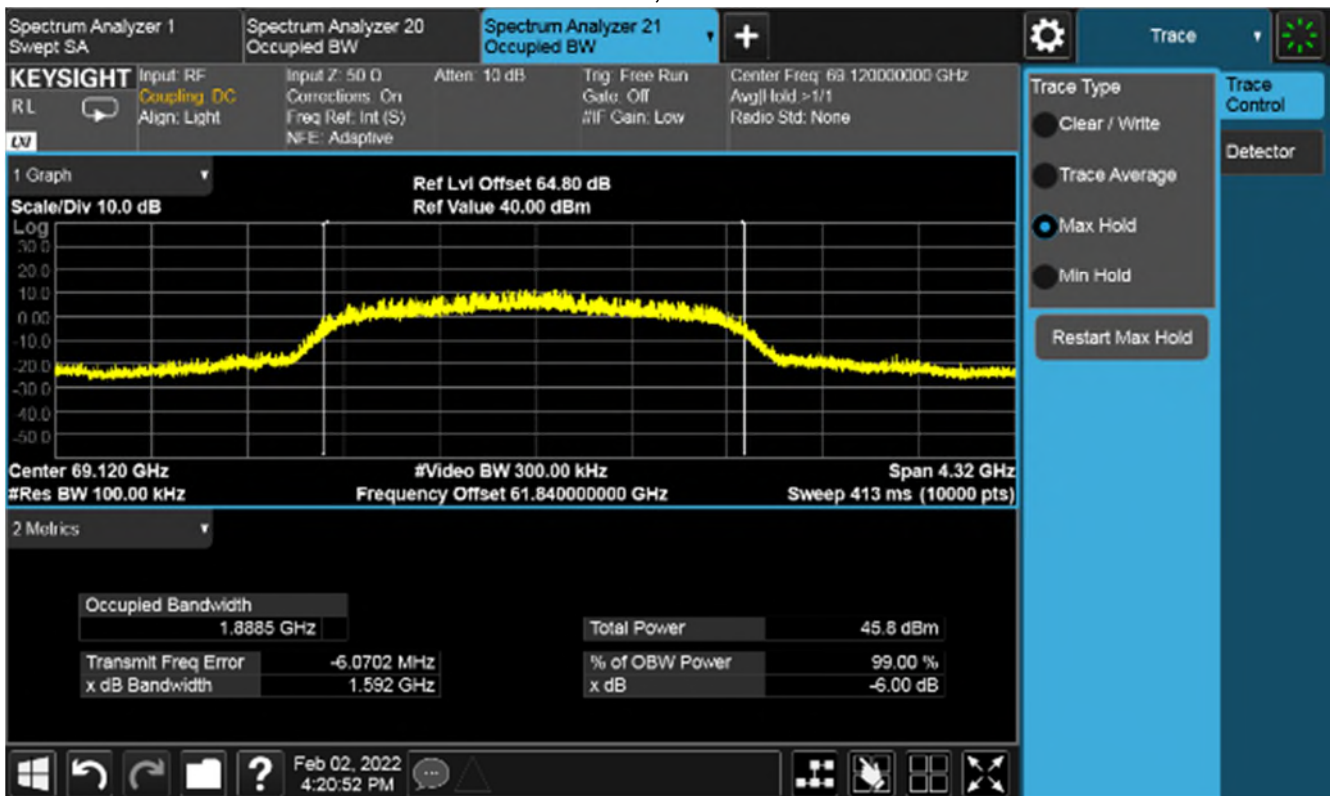 Spectrum Analyzer 1
Swept SA
Spectrum Analyzer 20
Occupied BW
Spectrum Analyzer 21
Occupied BW
Trace
KEYSIGHT
RL
LXI
Input: RF
Coupling: DC
Align: Light
Input Z: 50 Ω
Corrections: On
Freq Ref: Int (S)
NFE: Adaptive
Atten: 10 dB
Trig: Free Run
Gate: Off
#IF Gain: Low
Center Freq: 69.120000000 GHz
Avg|Hold:>1/1
Radio Std: None
Trace Type
Clear / Write
Trace Average
Max Hold
Min Hold
Restart Max Hold
Trace
Control
Detector
1 Graph
Scale/Div 10.0 dB
Ref Lvl Offset 64.80 dB
Ref Value 40.00 dBm
Log
30.0
20.0
10.0
0.00
-10.0
-20.0
-30.0
-40.0
-50.0
Center 69.120 GHz
#Video BW 300.00 kHz
Span 4.32 GHz
#Res BW 100.00 kHz
Frequency Offset 61.840000000 GHz
Sweep 413 ms (10000 pts)
2 Metrics
Occupied Bandwidth
1.8885 GHz
Total Power 45.8 dBm
Transmit Freq Error -6.0702 MHz
% of OBW Power 99.00 %
x dB Bandwidth 1.592 GHz
x dB -6.00 dB
?
Feb 02, 2022
4:20:52 PM